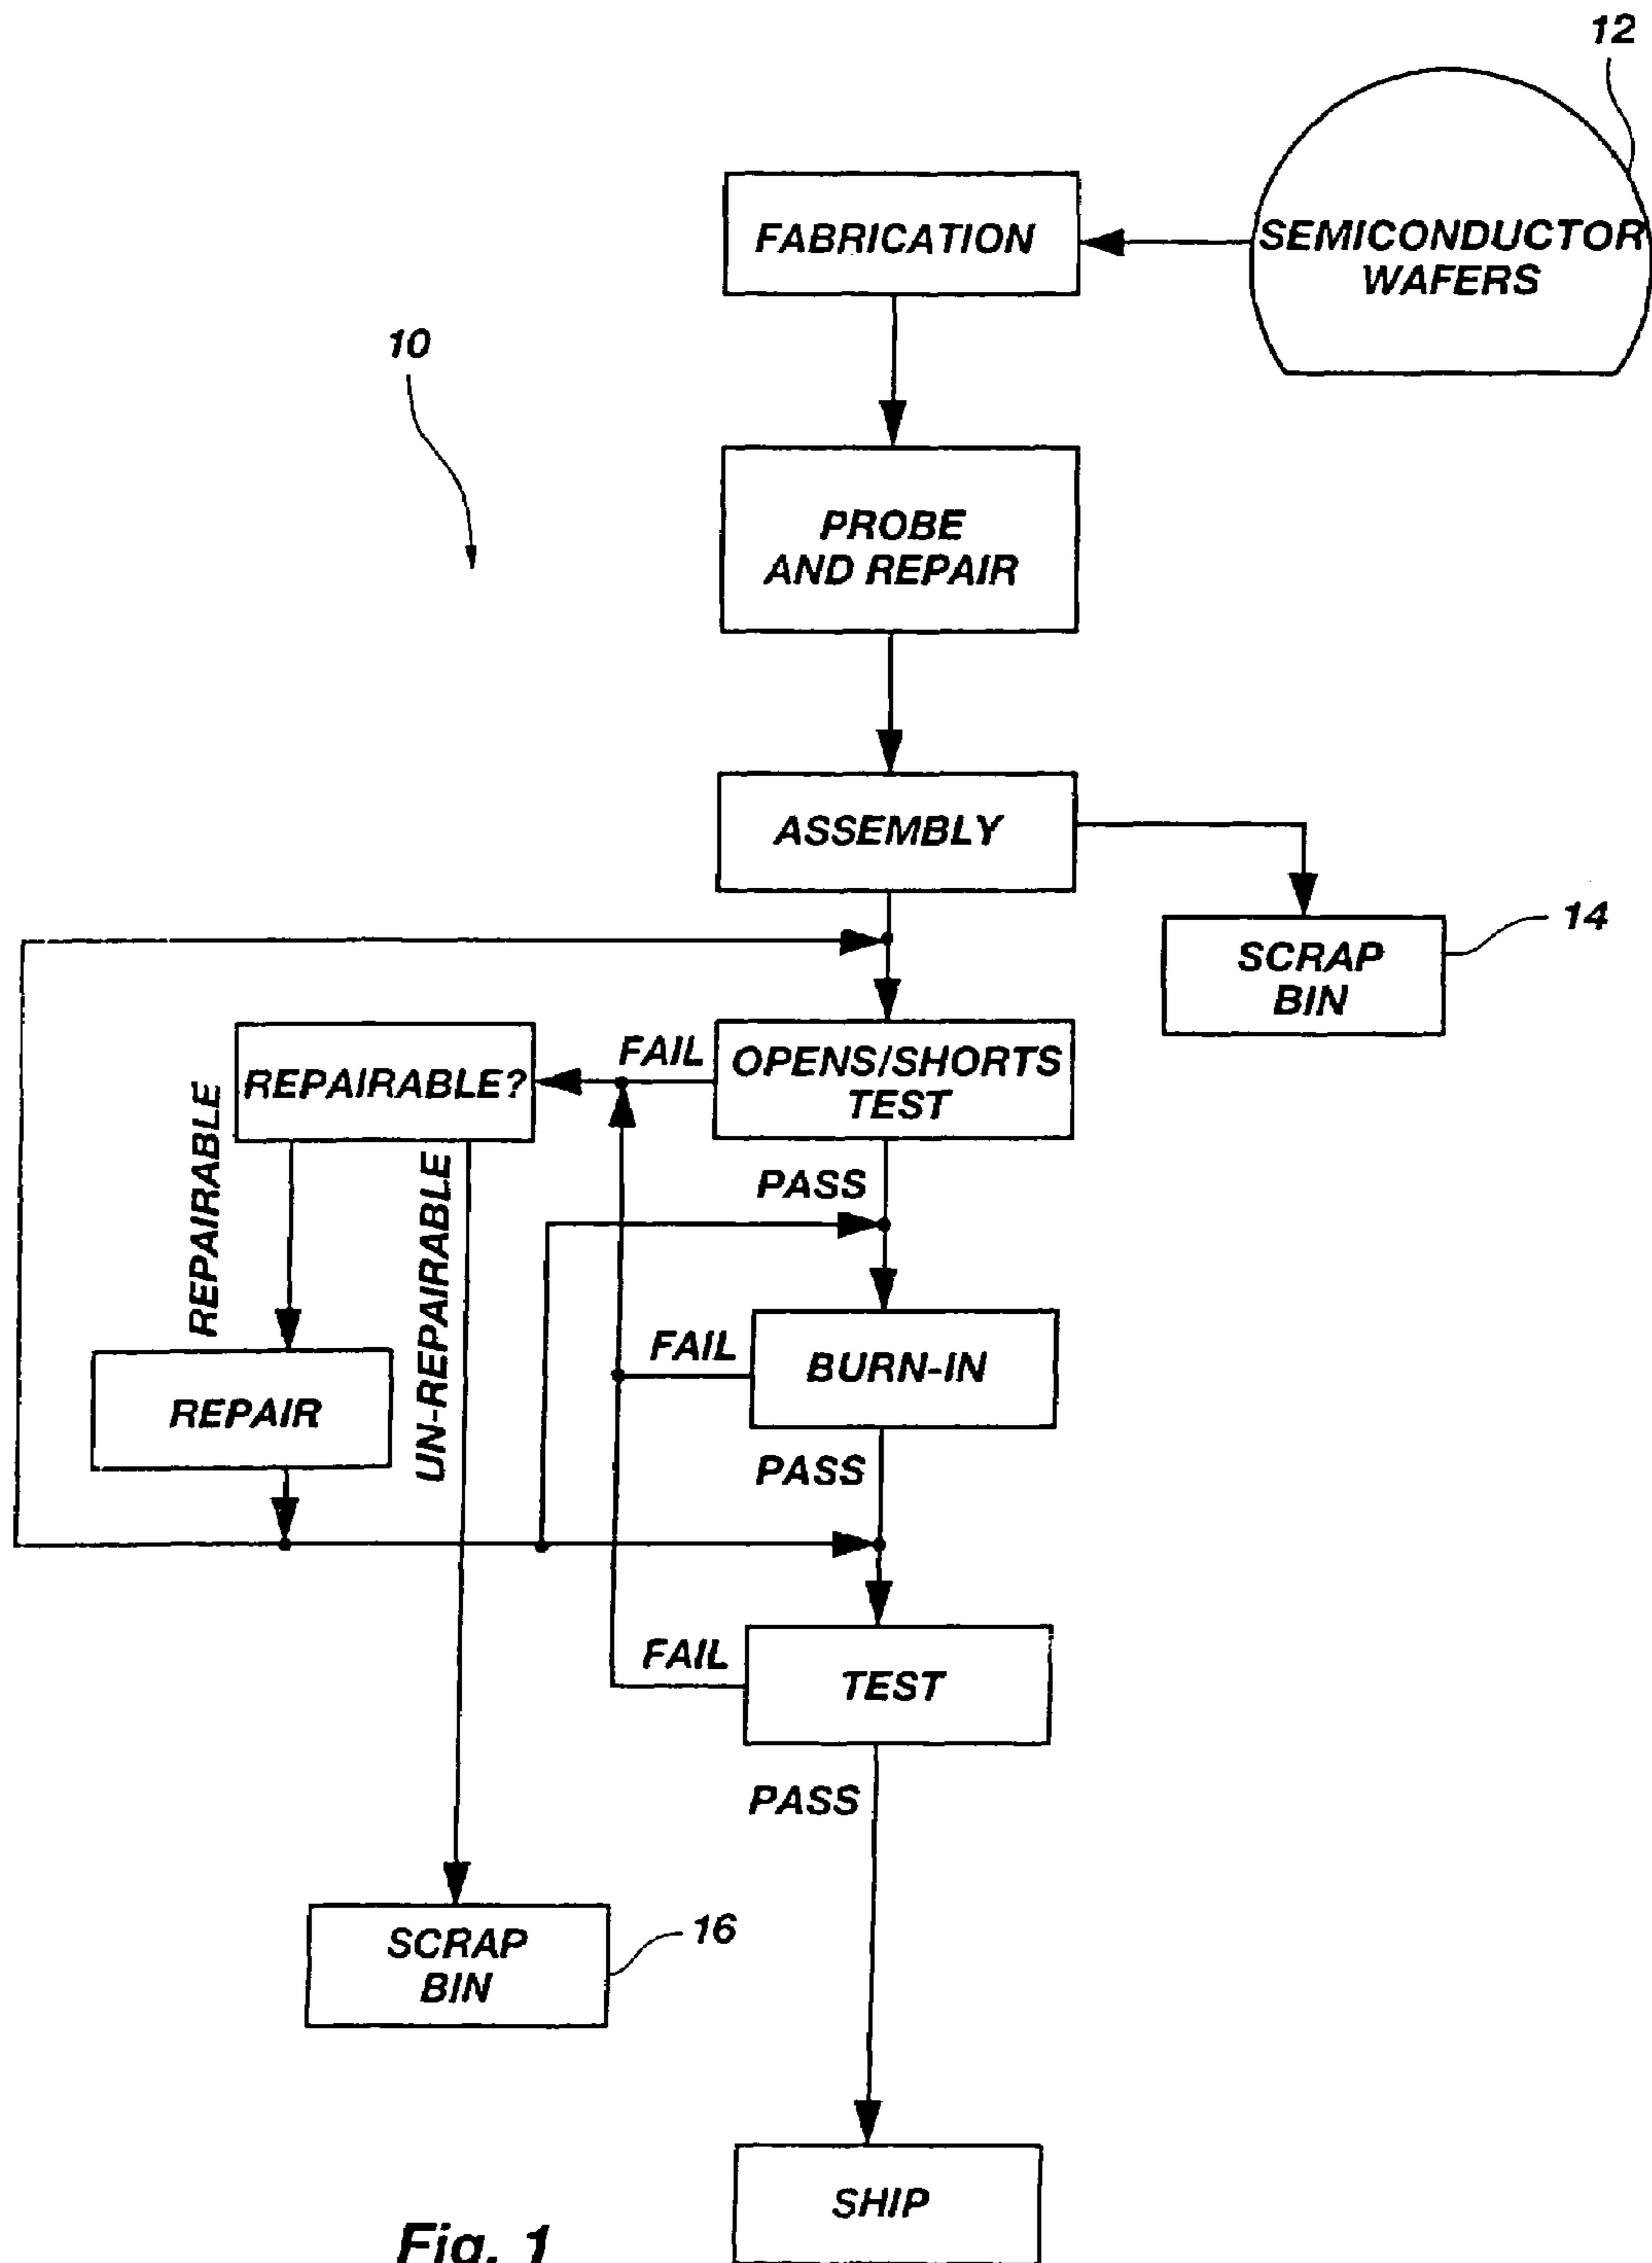 12
FABRICATION
SEMICONDUCTOR
WAFERS
10
PROBE
AND REPAIR
ASSEMBLY
14
SCRAP
BIN
REPAIRABLE?
FAIL
OPENS/SHORTS
TEST
REPAIRABLE
UN-REPAIRABLE
PASS
FAIL
BURN-IN
REPAIR
PASS
FAIL
TEST
PASS
SCRAP
BIN
16
SHIP
Fig. 1